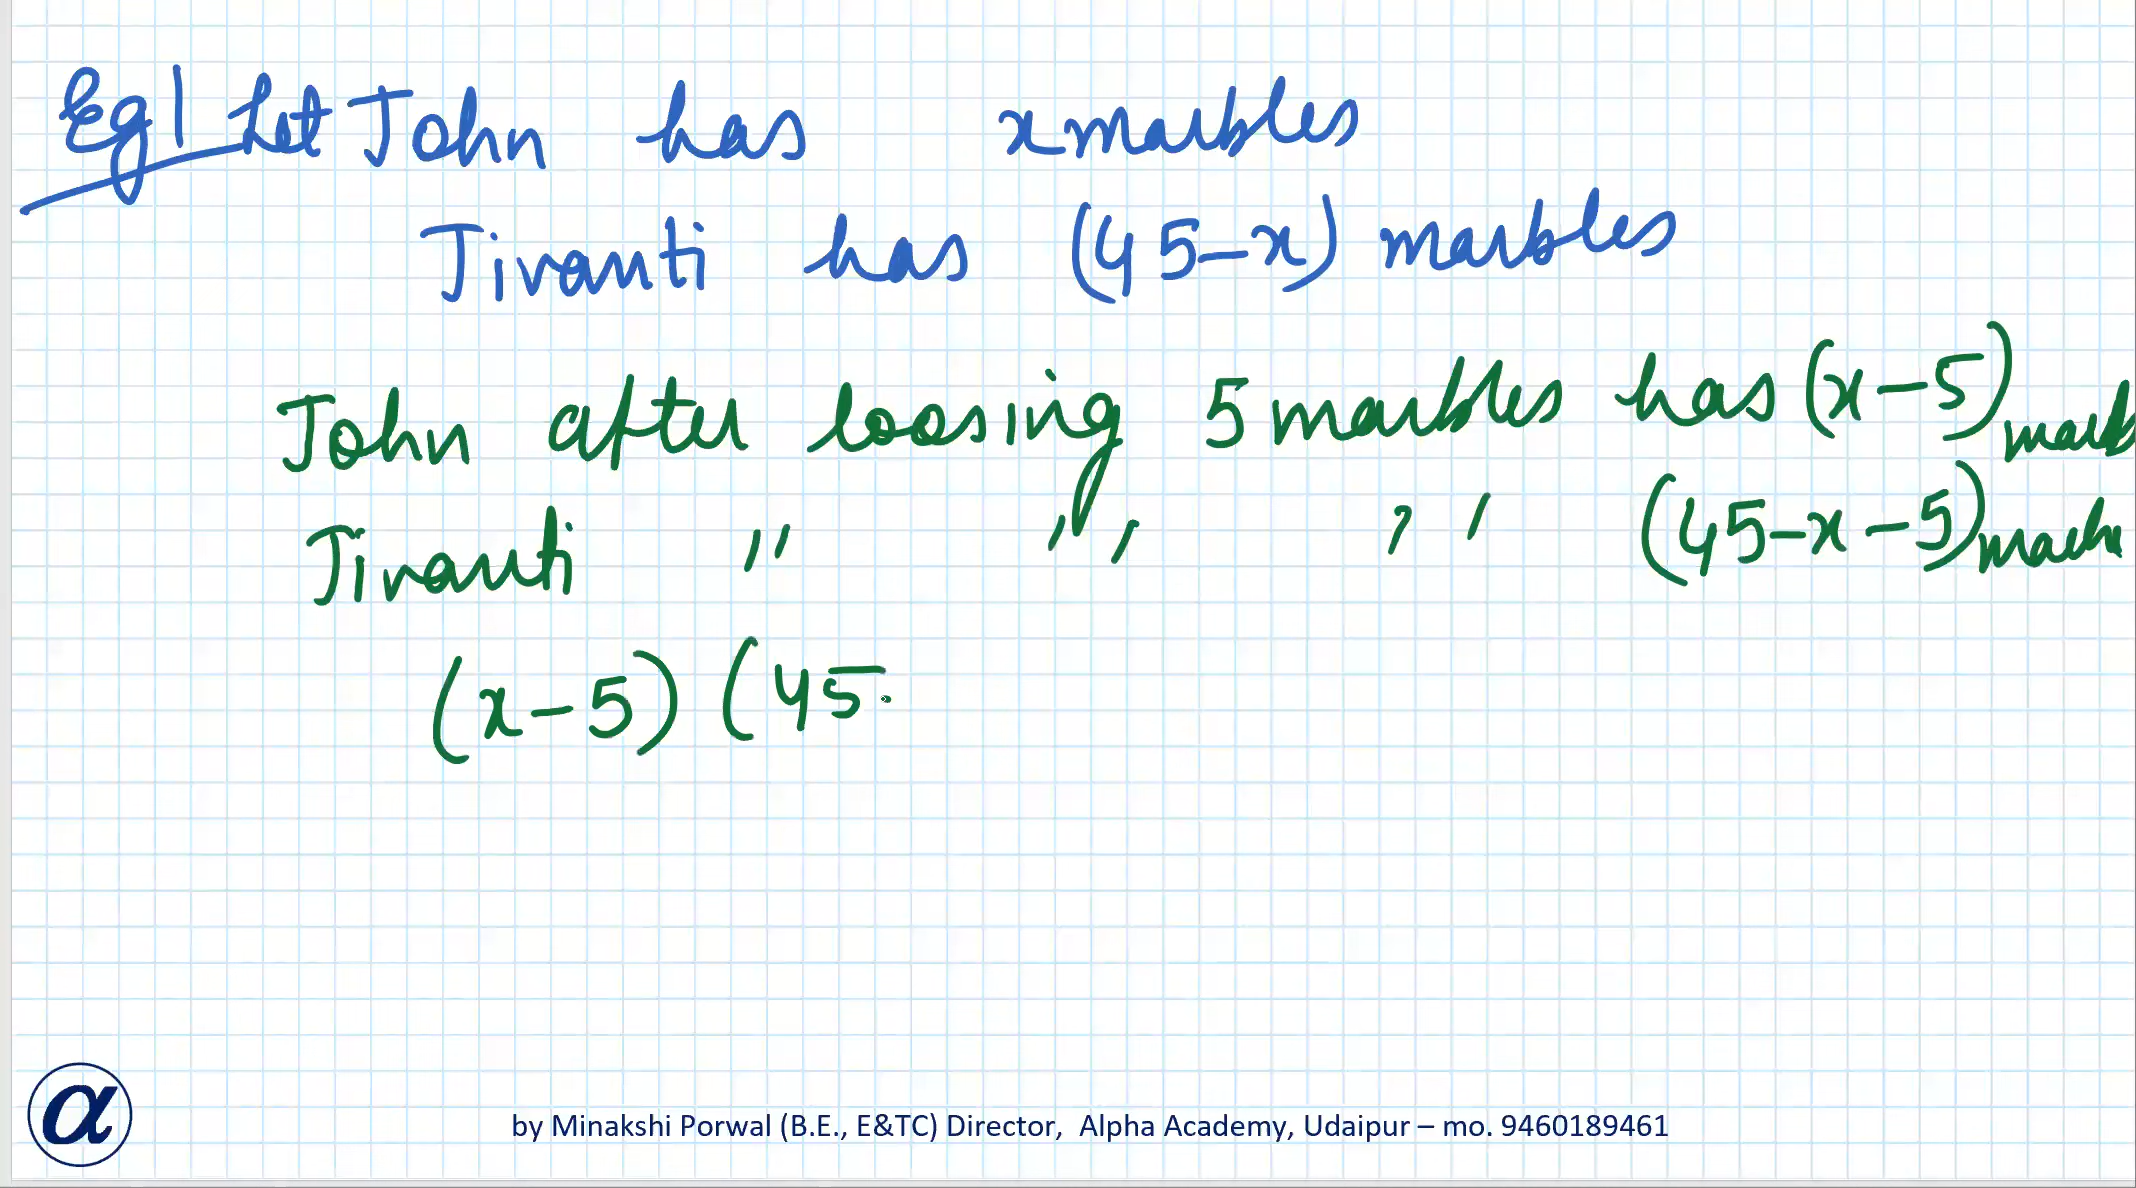 Eg1 Let John has x marbles
Jivanti has (45-x) marbles
John after loosing 5 marbles has (x-5) marb
Jivanti " " " (45-x-5)
(x-5) (45
α
by Minakshi Porwal (B.E., E&TC) Director, Alpha Academy, Udaipur – mo. 9460189461